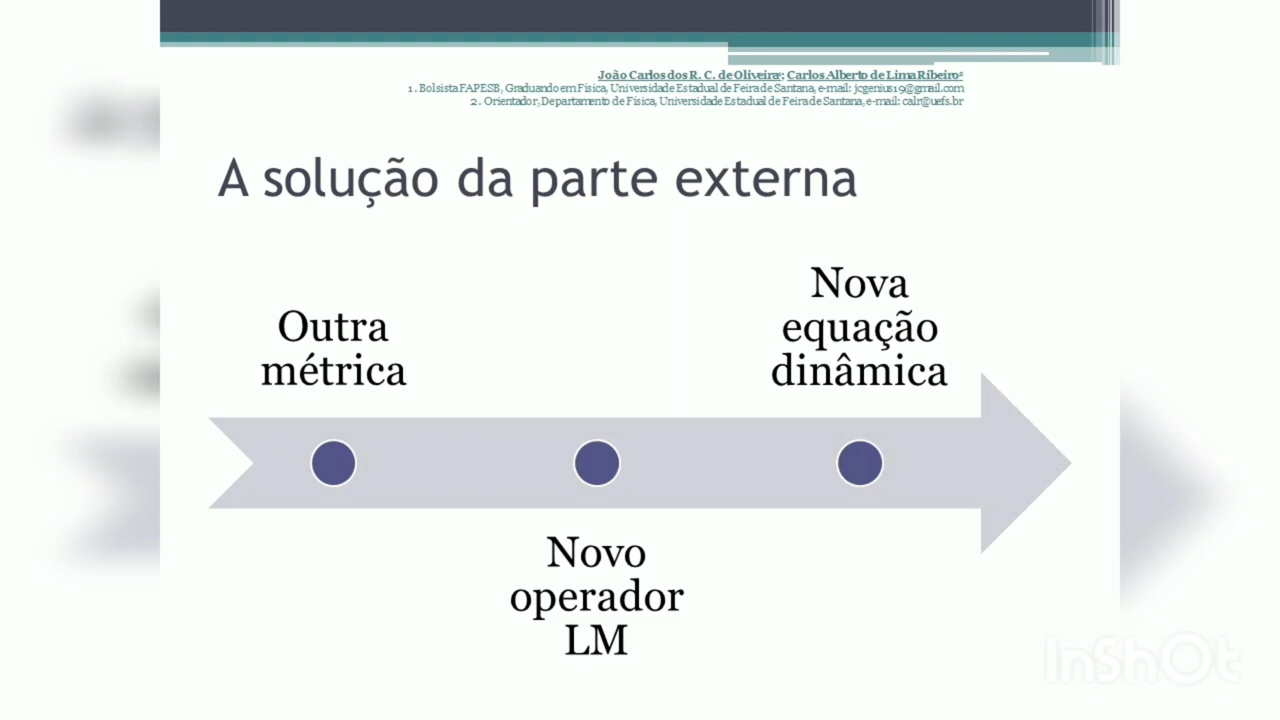 João Carlos dos R. C. de Oliveira¹; Carlos Alberto de Lima Ribeiro²
1. Bolsista FAPESB, Graduando em Física, Universidade Estadual de Feira de Santana, e-mail: jcgenius19@gmail.com
2. Orientador, Departamento de Física, Universidade Estadual de Feira de Santana, e-mail: calr@uefs.br
A solução da parte externa
Outra
métrica
Nova
equação
dinâmica
Novo
operador
LM
InShOt